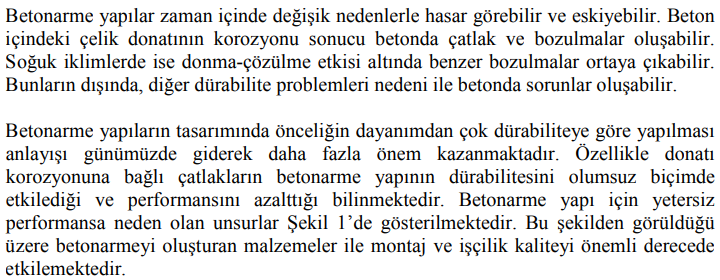 Betonarme yapılar zaman içinde değişik nedenlerle hasar görebilir ve eskiyebilir. Beton
içindeki çelik donatının korozyonu sonucu betonda çatlak ve bozulmalar oluşabilir.
Soğuk iklimlerde ise donma-çözülme etkisi altında benzer bozulmalar ortaya çıkabilir.
Bunların dışında, diğer dürabilite problemleri nedeni ile betonda sorunlar oluşabilir.
Betonarme yapıların tasarımında önceliğin dayanımdan çok dürabiliteye göre yapılması
anlayışı günümüzde giderek daha fazla önem kazanmaktadır. Özellikle donatı
korozyonuna bağlı çatlakların betonarme yapının dürabilitesini olumsuz biçimde
etkilediği ve performansını azalttığı bilinmektedir. Betonarme yapı için yetersiz
performansa neden olan unsurlar Şekil 1’de gösterilmektedir. Bu şekilden görüldüğü
üzere betonarmeyi oluşturan malzemeler ile montaj ve işçilik kaliteyi önemli derecede
etkilemektedir.